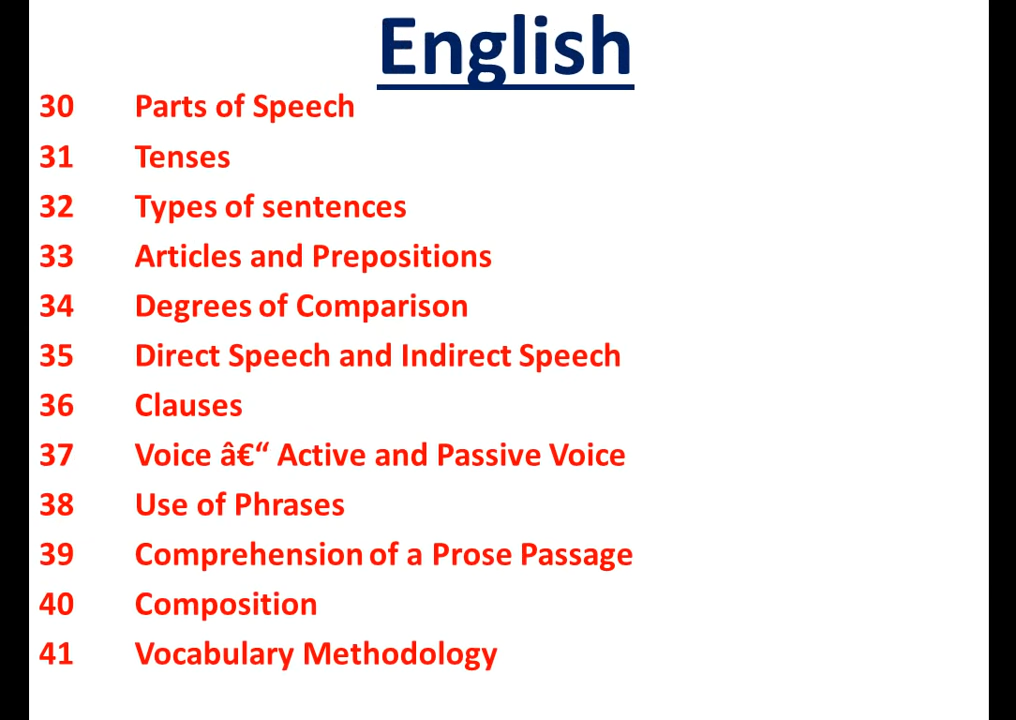 English
30 Parts of Speech
31 Tenses
32 Types of sentences
33 Articles and Prepositions
34 Degrees of Comparison
35 Direct Speech and Indirect Speech
36 Clauses
37 Voice â€“ Active and Passive Voice
38 Use of Phrases
39 Comprehension of a Prose Passage
40 Composition
41 Vocabulary Methodology